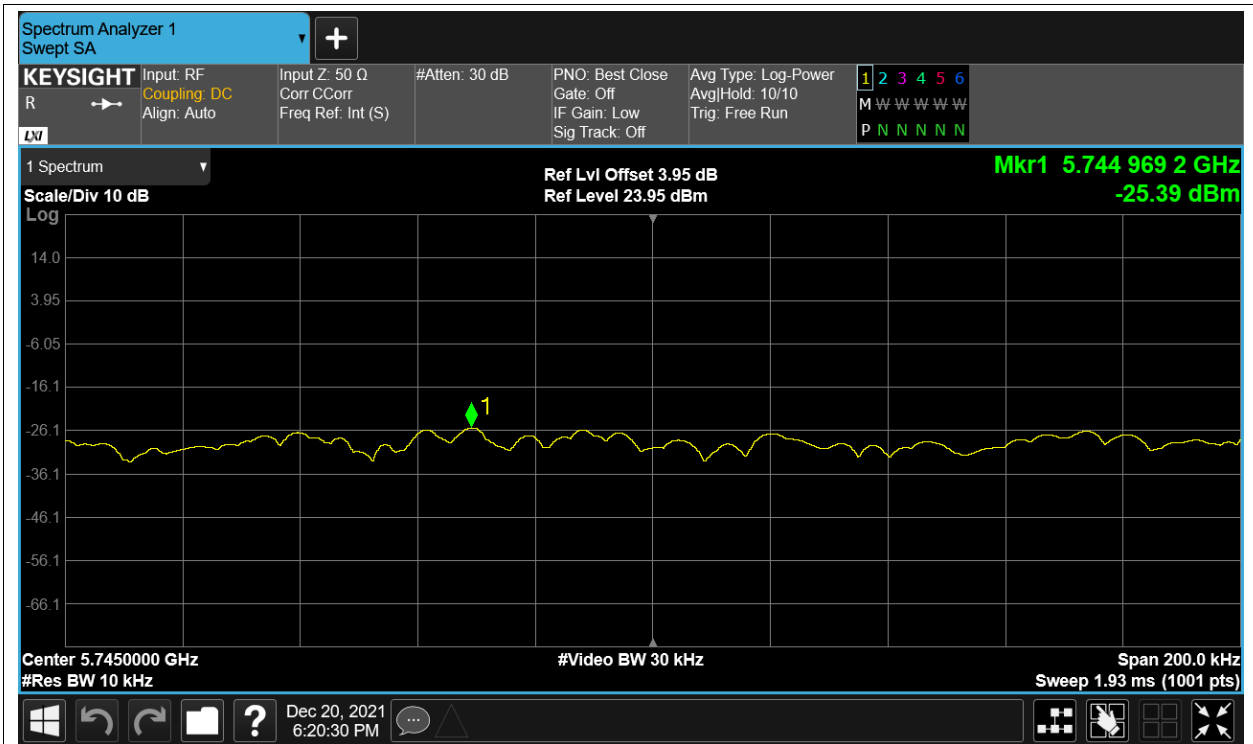 Spectrum Analyzer 1
Swept SA
KEYSIGHT
R
LXI
Input: RF
Coupling: DC
Align: Auto
Input Z: 50 Ω
Corr CCorr
Freq Ref: Int (S)
#Atten: 30 dB
PNO: Best Close
Gate: Off
IF Gain: Low
Sig Track: Off
Avg Type: Log-Power
Avg|Hold: 10/10
Trig: Free Run
1 2 3 4 5 6
M W W W W W
P N N N N N
1 Spectrum
Scale/Div 10 dB
Log
Ref Lvl Offset 3.95 dB
Ref Level 23.95 dBm
Mkr1 5.744 969 2 GHz
-25.39 dBm
14.0
3.95
-6.05
-16.1
1
-26.1
-36.1
-46.1
-56.1
-66.1
Center 5.7450000 GHz
#Video BW 30 kHz
Span 200.0 kHz
#Res BW 10 kHz
Sweep 1.93 ms (1001 pts)
?
Dec 20, 2021
6:20:30 PM